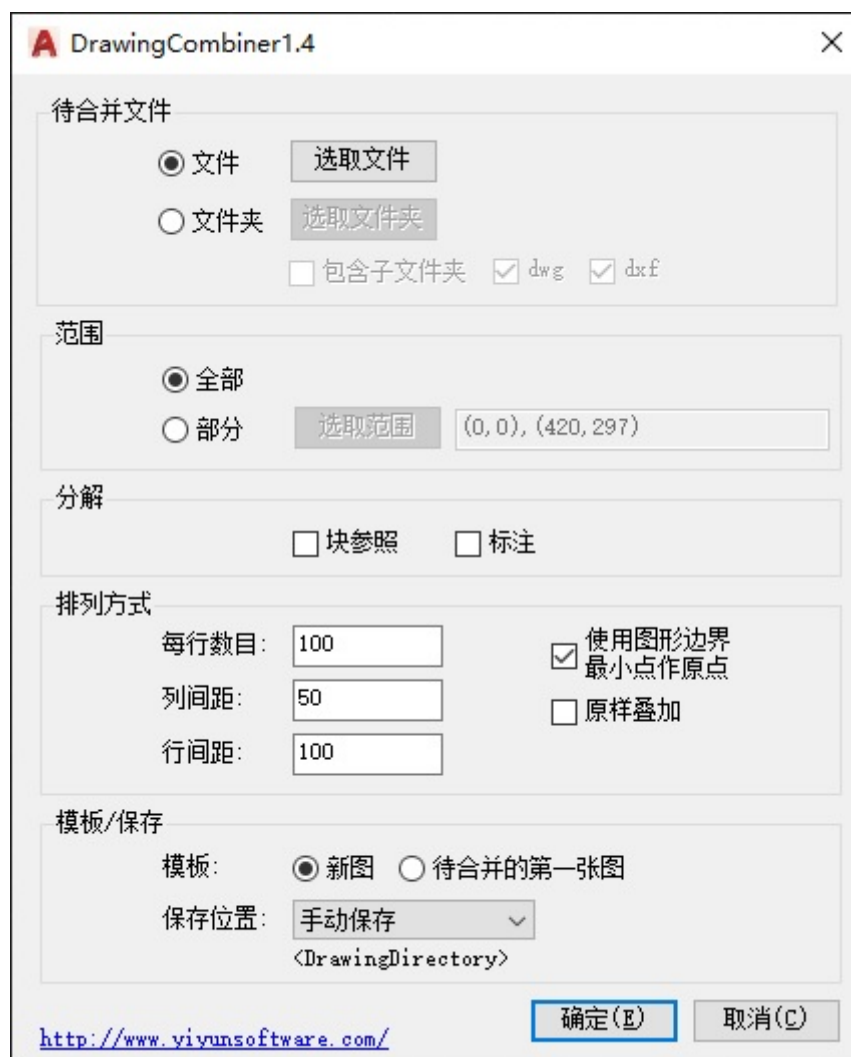 DrawingCombiner1.4
待合并文件
文件 选取文件
文件夹 选取文件夹
包含子文件夹 dwg dxf
范围
全部
部分 选取范围 (0,0),(420,297)
分解
块参照 标注
排列方式
每行数目: 100 使用图形边界
最小点作原点
列间距: 50 原样叠加
行间距: 100
模板/保存
模板: 新图 待合并的第一张图
保存位置: 手动保存
<DrawingDirectory>
http://www.yiyunsoftware.com/ 确定(E) 取消(C)